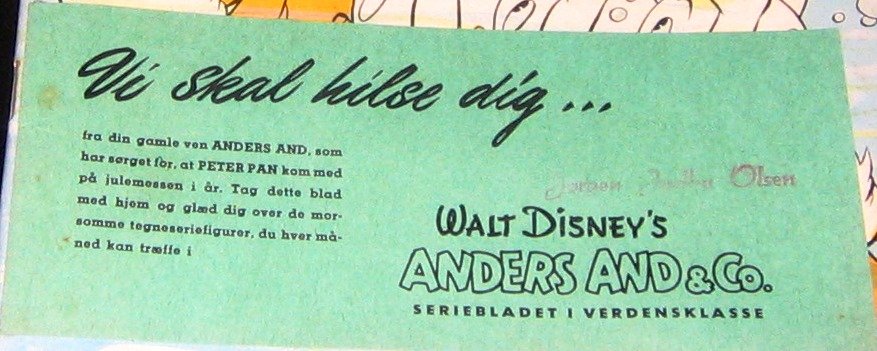 Vi skal hilse dig...
fra din gamle ven ANDERS AND, som
har sørget for, at PETER PAN kom med
på julemessen i år. Tag dette blad
med hjem og glæd dig over de mor-
somme tegneseriefigurer, du hver må-
ned kan træffe i
Jørgen Olsen
WALT DISNEY'S
ANDERS AND & Co.
SERIEBLADET I VERDENSKLASSE